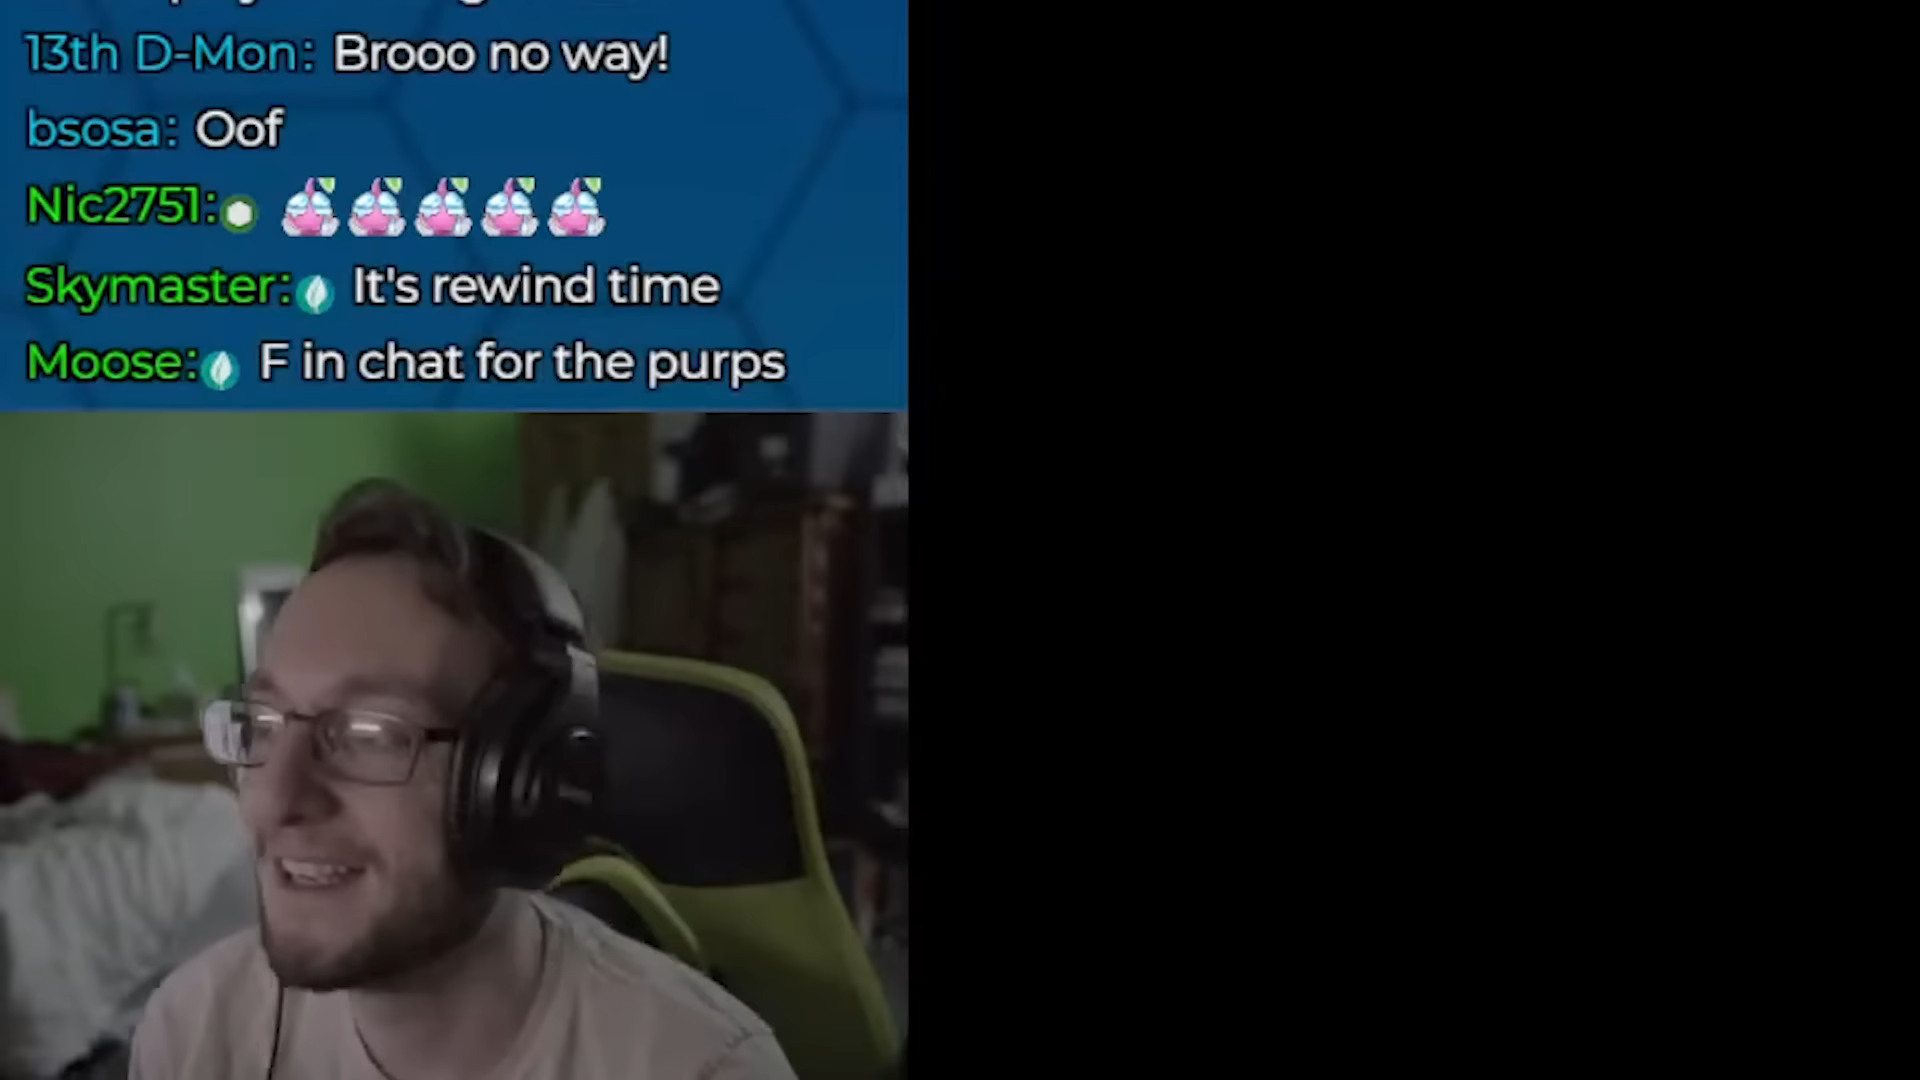 13th D-Mon: Brooo no way!
bsosa: Oof
Nic2751:
Skymaster: It's rewind time
Moose: F in chat for the purps